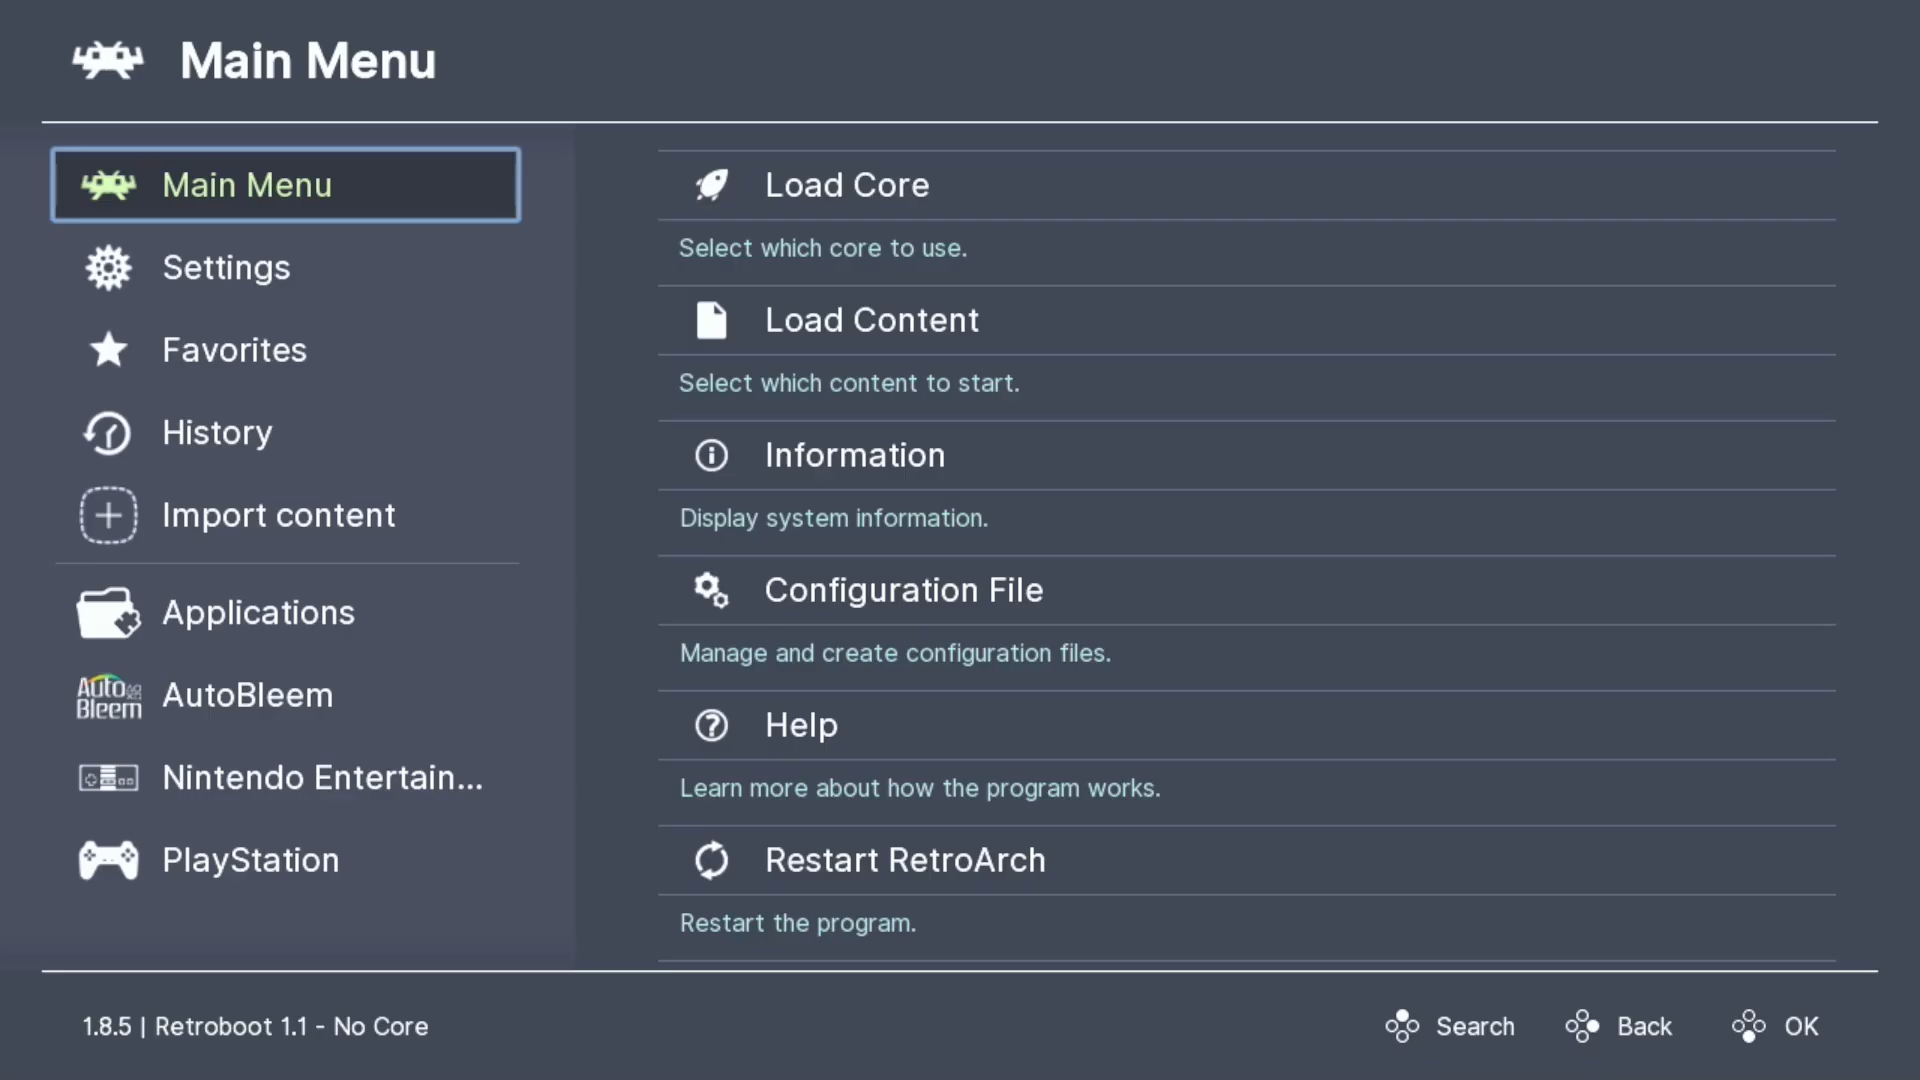 Main Menu
Main Menu
Settings
Favorites
History
Import content
Applications
Auto
Bleem
AutoBleem
Nintendo Entertain...
PlayStation
Load Core
Select which core to use.
Load Content
Select which content to start.
Information
Display system information.
Configuration File
Manage and create configuration files.
Help
Learn more about how the program works.
Restart RetroArch
Restart the program.
1.8.5 | Retroboot 1.1 - No Core
Search
Back
OK